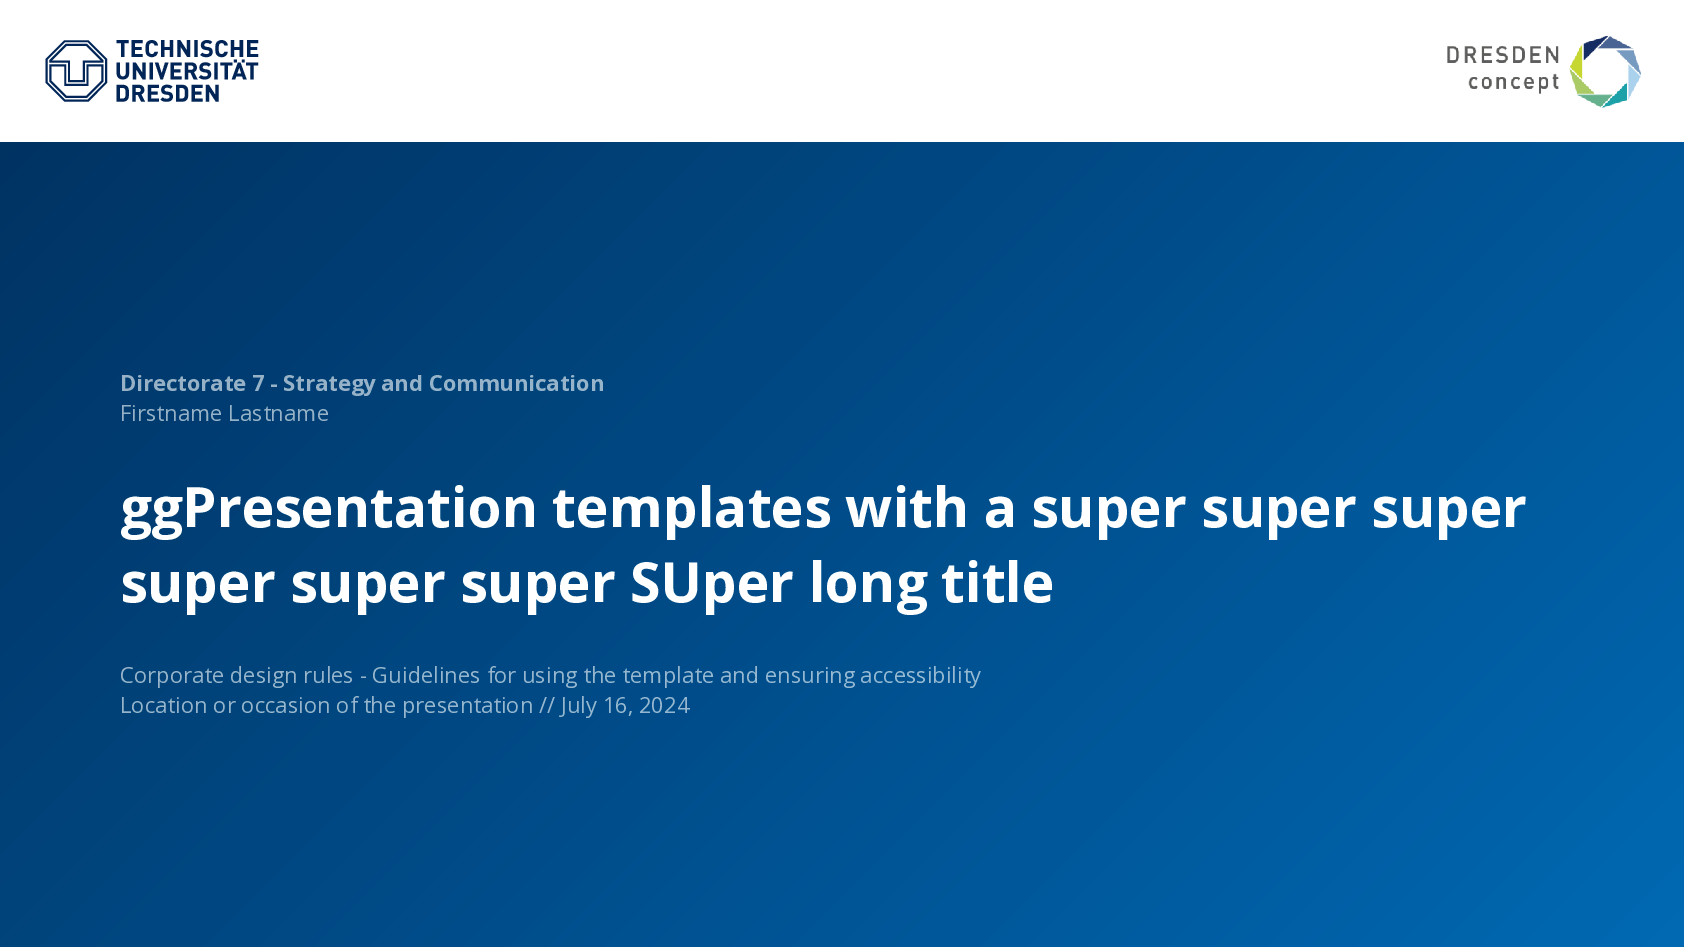 TECHNISCHE
UNIVERSITÄT
DRESDEN
DRESDEN
concept
Directorate 7 - Strategy and Communication
Firstname Lastname
ggPresentation templates with a super super super
super super super SUper long title
Corporate design rules - Guidelines for using the template and ensuring accessibility
Location or occasion of the presentation // July 16, 2024